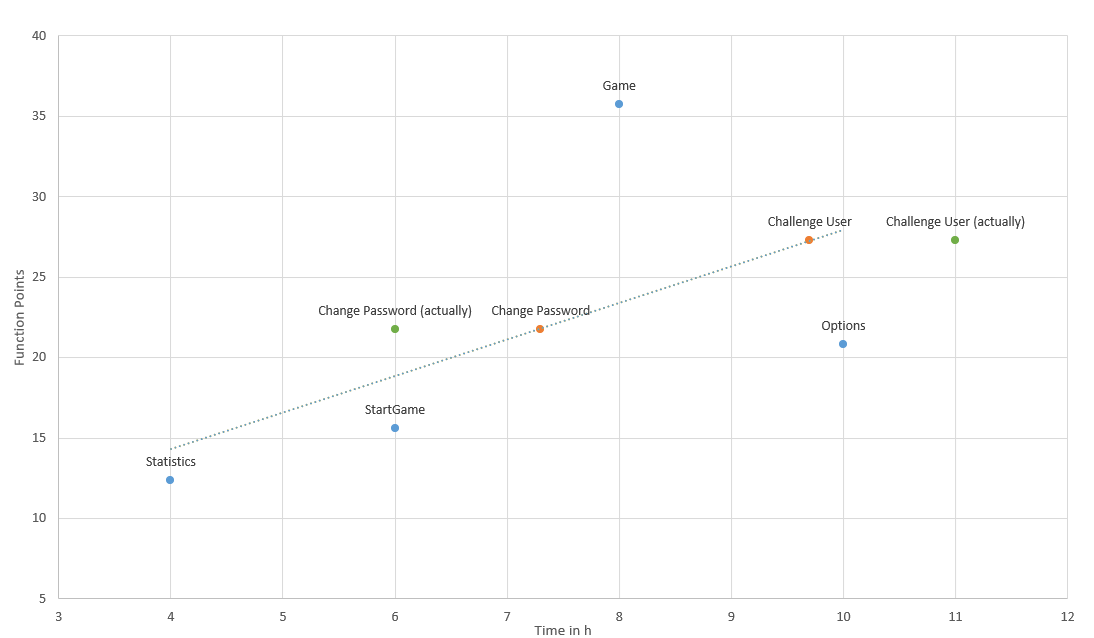 40
Game
35
30
Challenge User
Challenge User (actually)
25
Change Password (actually)
Change Password
Options
20
StartGame
15
Statistics
10
5
Function Points
3 4 5 6 7 8 9 10 11 12
Time in h